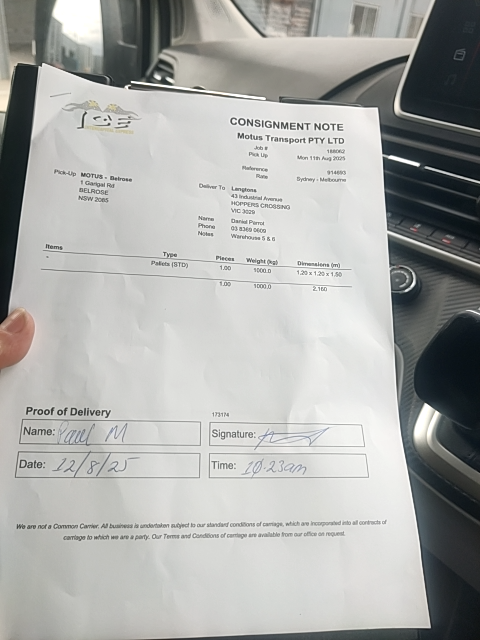 ICE
CONSIGNMENT NOTE
Motus Transport PTY LTD
Job # 188062
Pick Up Mon 11th Aug 2025
Reference 914693
Rate Sydney - Melbourne
Pick-Up MOTUS - Belrose
1 Garigal Rd
BELROSE
NSW 2085
Deliver To Langtons
43 Industrial Avenue
HOPPERS CROSSING
VIC 3029
Name Daniel Porrol
Phone 03 8369 0609
Notes Warehouse 5 & 6
Items Type Pieces Weight (kg) Dimensions (m)
- Pallets (STD) 1.00 1000.0 1.20 x 1.20 x 1.50
1.00 1000.0 2.160
Proof of Delivery 173174
Name: Paul M Signature:
Date: 12/8/25 Time: 10:23am
We are not a Common Carrier. All business is undertaken subject to our standard conditions of carriage, which are incorporated into all contracts of
carriage to which we are a party. Our Terms and Conditions of carriage are available from our office on request.